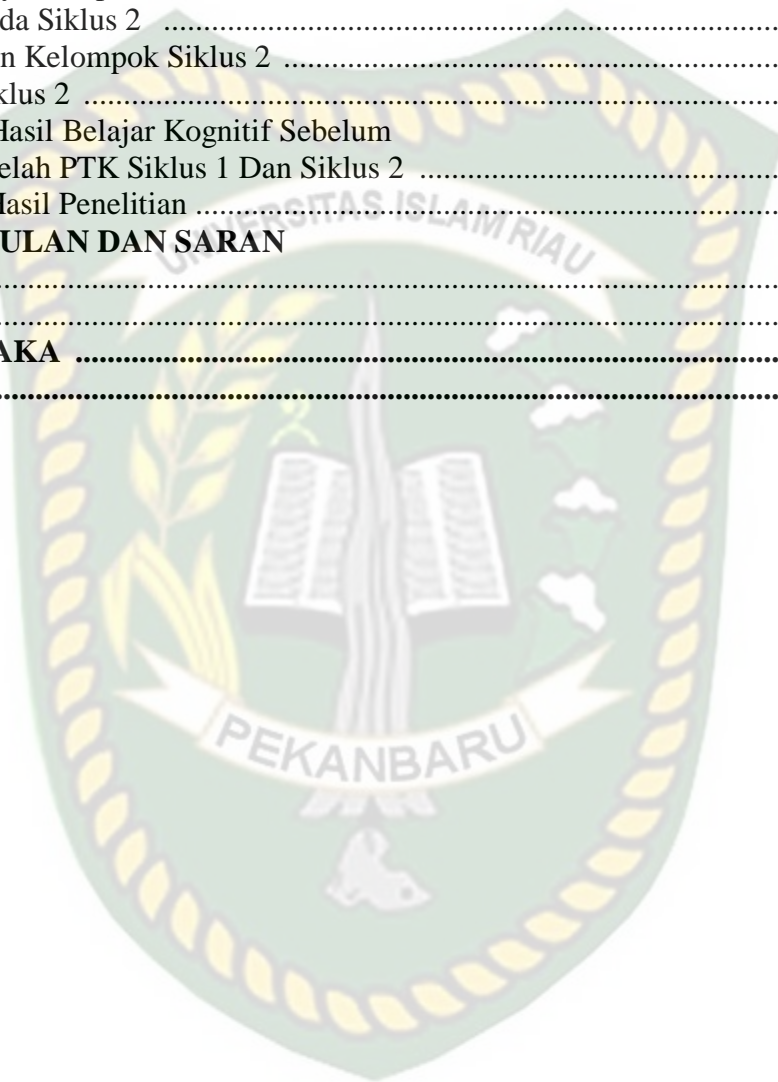 da Siklus 2 ........................................................................................
n Kelompok Siklus 2 ........................................................................
klus 2 ................................................................................................
Hasil Belajar Kognitif Sebelum
elah PTK Siklus 1 Dan Siklus 2 ........................................................
Hasil Penelitian ..................................................................................
ULAN DAN SARAN
............................................................................................................
............................................................................................................
AKA ...................................................................................................
............................................................................................................
UNIVERSITAS ISLAM RIAU
PEKANBARU